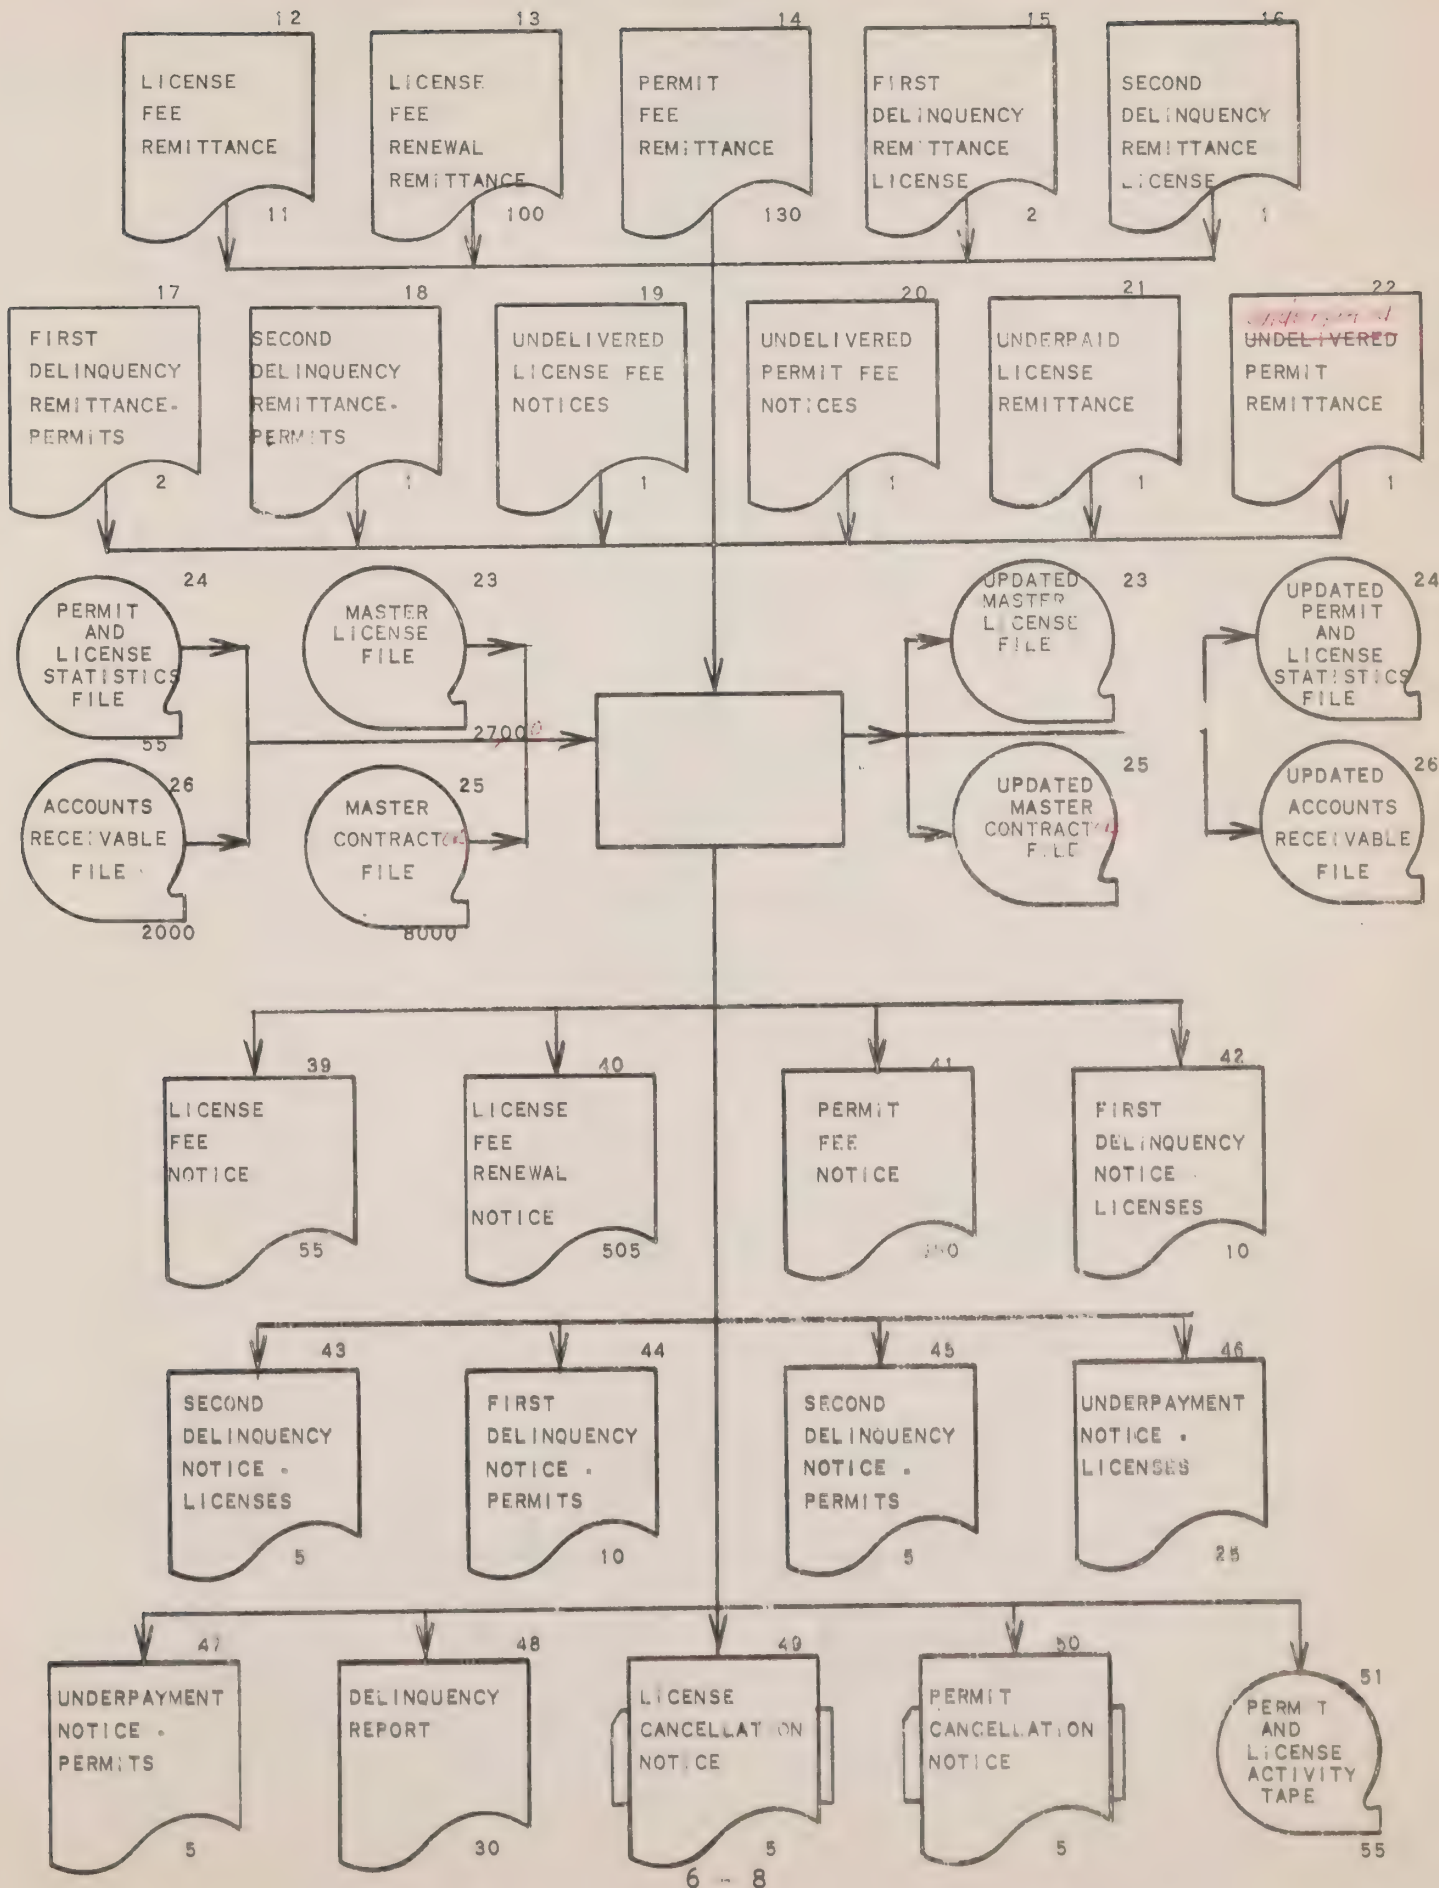 12
LICENSE
FEE
REMITTANCE
11
13
LICENSE
FEE
RENEWAL
REMITTANCE
100
14
PERMIT
FEE
REMITTANCE
130
15
FIRST
DELINQUENCY
REMITTANCE
LICENSE
2
16
SECOND
DELINQUENCY
REMITTANCE
LICENSE
1
17
FIRST
DELINQUENCY
REMITTANCE-
PERMITS
2
18
SECOND
DELINQUENCY
REMITTANCE-
PERMITS
1
19
UNDELIVERED
LICENSE FEE
NOTICES
1
20
UNDELIVERED
PERMIT FEE
NOTICES
1
21
UNDERPAID
LICENSE
REMITTANCE
1
22
UNDELIVERED
PERMIT
REMITTANCE
1
24
PERMIT
AND
LICENSE
STATISTICS
FILE
55
23
MASTER
LICENSE
FILE
27000
23
UPDATED
MASTER
LICENSE
FILE
24
UPDATED
PERMIT
AND
LICENSE
STATISTICS
FILE
26
ACCOUNTS
RECEIVABLE
FILE
2000
25
MASTER
CONTRACTOR
FILE
8000
25
UPDATED
MASTER
CONTRACTOR
FILE
26
UPDATED
ACCOUNTS
RECEIVABLE
FILE
39
LICENSE
FEE
NOTICE
55
40
LICENSE
FEE
RENEWAL
NOTICE
505
41
PERMIT
FEE
NOTICE
42
FIRST
DELINQUENCY
NOTICE -
LICENSES
10
43
SECOND
DELINQUENCY
NOTICE -
LICENSES
5
44
FIRST
DELINQUENCY
NOTICE -
PERMITS
10
45
SECOND
DELINQUENCY
NOTICE -
PERMITS
5
46
UNDERPAYMENT
NOTICE -
LICENSES
25
47
UNDERPAYMENT
NOTICE -
PERMITS
5
48
DELINQUENCY
REPORT
30
49
LICENSE
CANCELLATION
NOTICE
5
50
PERMIT
CANCELLATION
NOTICE
5
51
PERMIT
AND
LICENSE
ACTIVITY
TAPE
55
6 - 8